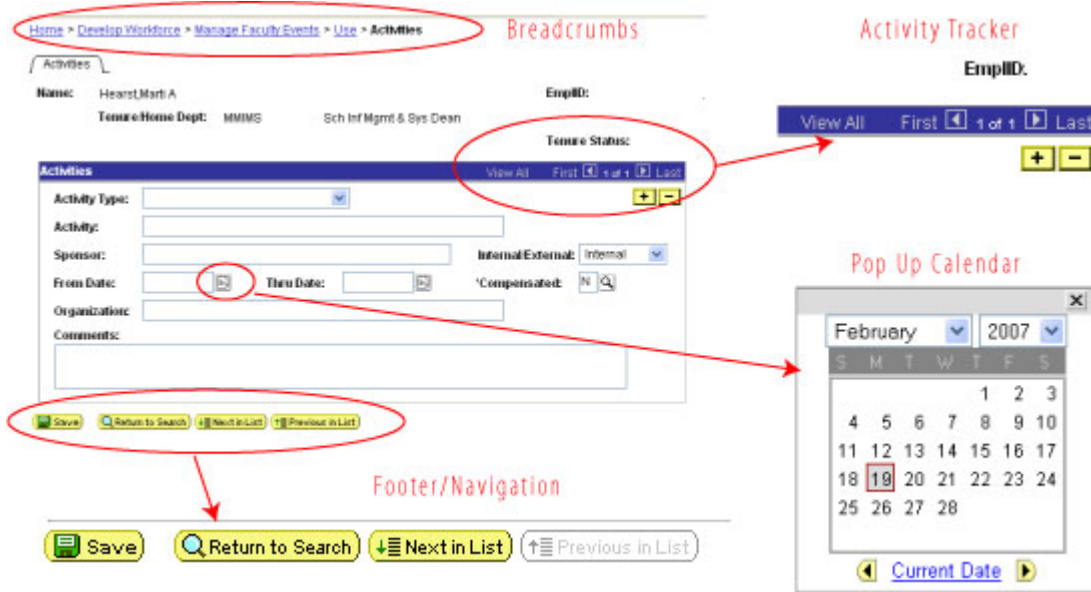 Home > Develop Workforce > Manage Faculty Events > Use > Activities
Breadcrumbs
Activities
Name: Hearst,Marti A EmplID:
Tenure/Home Dept: MMIMS Sch Inf Mgmt & Sys Dean
Tenure Status:
Activities View All First 1 of 1 Last
+ -
Activity Type:
Activity:
Sponsor: Internal/External: Internal
From Date: Thru Date: *Compensated: N
Organization:
Comments:
Save Return to Search Next in List Previous in List
Activity Tracker
EmplID:
View All First 1 of 1 Last
+ -
Pop Up Calendar
February 2007
S M T W T F S
1 2 3
4 5 6 7 8 9 10
11 12 13 14 15 16 17
18 19 20 21 22 23 24
25 26 27 28
Current Date
Footer/Navigation
Save Return to Search Next in List Previous in List